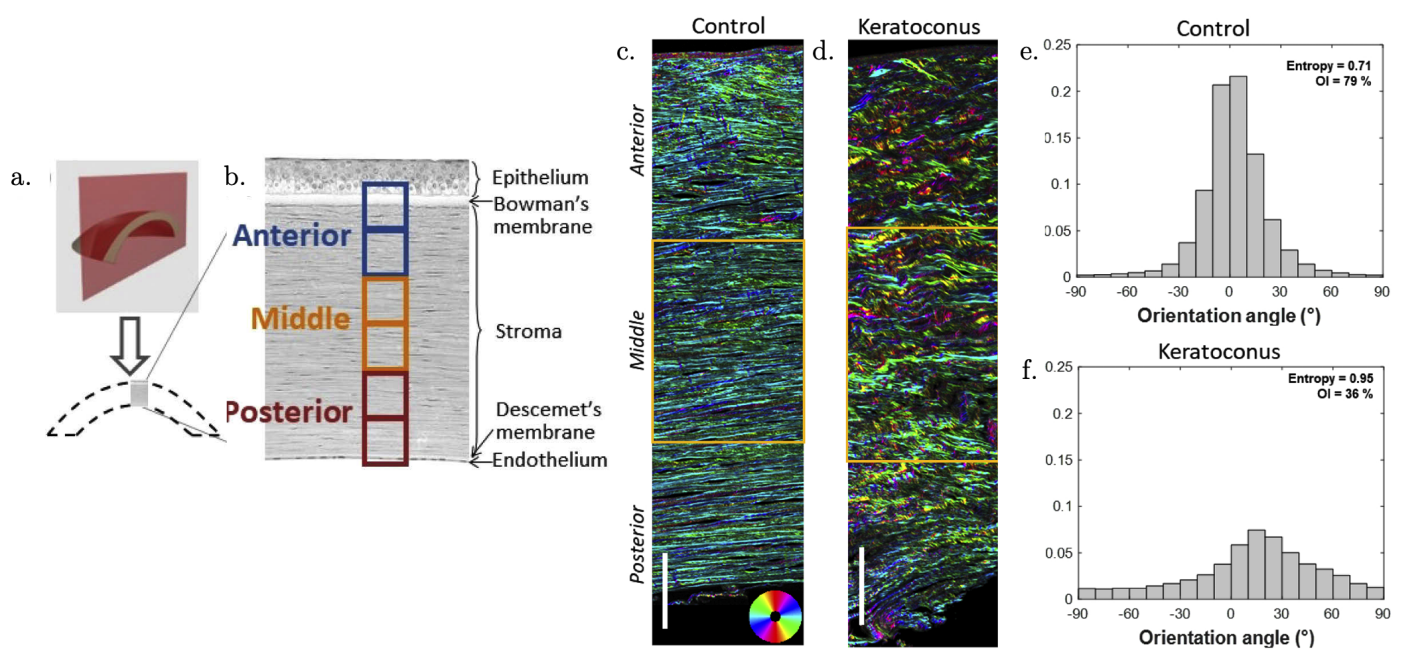 a.
b.
Anterior
Middle
Posterior
Epithelium
Bowman's
membrane
Stroma
Descemet's
membrane
Endothelium
c.
Control
Anterior
Middle
Posterior
d.
Keratoconus
e.
Control
Entropy = 0.71
OI = 79 %
0.25
0.2
0.15
0.1
0.05
0
-90 -60 -30 0 30 60 90
Orientation angle (°)
f.
Keratoconus
Entropy = 0.95
OI = 36 %
0.25
0.2
0.15
0.1
0.05
0
-90 -60 -30 0 30 60 90
Orientation angle (°)